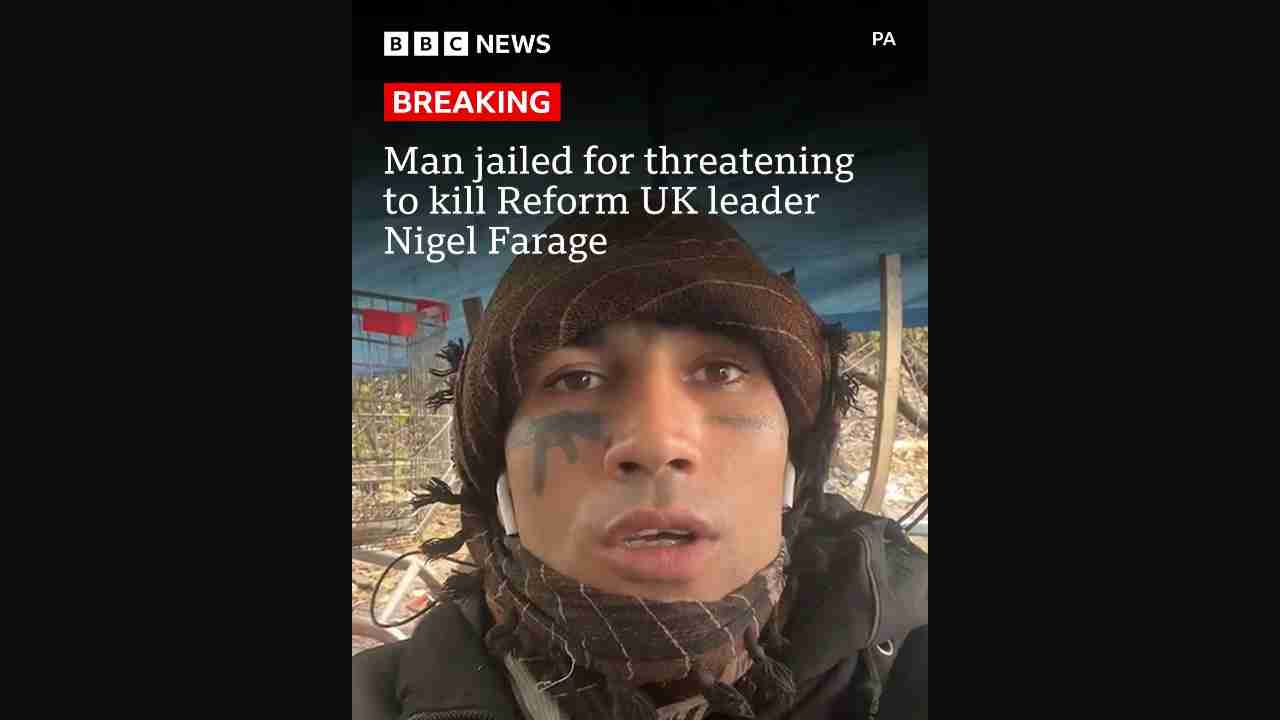 BBC NEWS
PA
BREAKING
Man jailed for threatening
to kill Reform UK leader
Nigel Farage